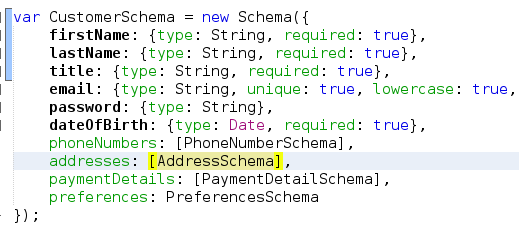 var CustomerSchema = new Schema({
    firstName: {type: String, required: true},
    lastName: {type: String, required: true},
    title: {type: String, required: true},
    email: {type: String, unique: true, lowercase: true,
    password: {type: String},
    dateOfBirth: {type: Date, required: true},
    phoneNumbers: [PhoneNumberSchema],
    addresses: [AddressSchema],
    paymentDetails: [PaymentDetailSchema],
    preferences: PreferencesSchema
});